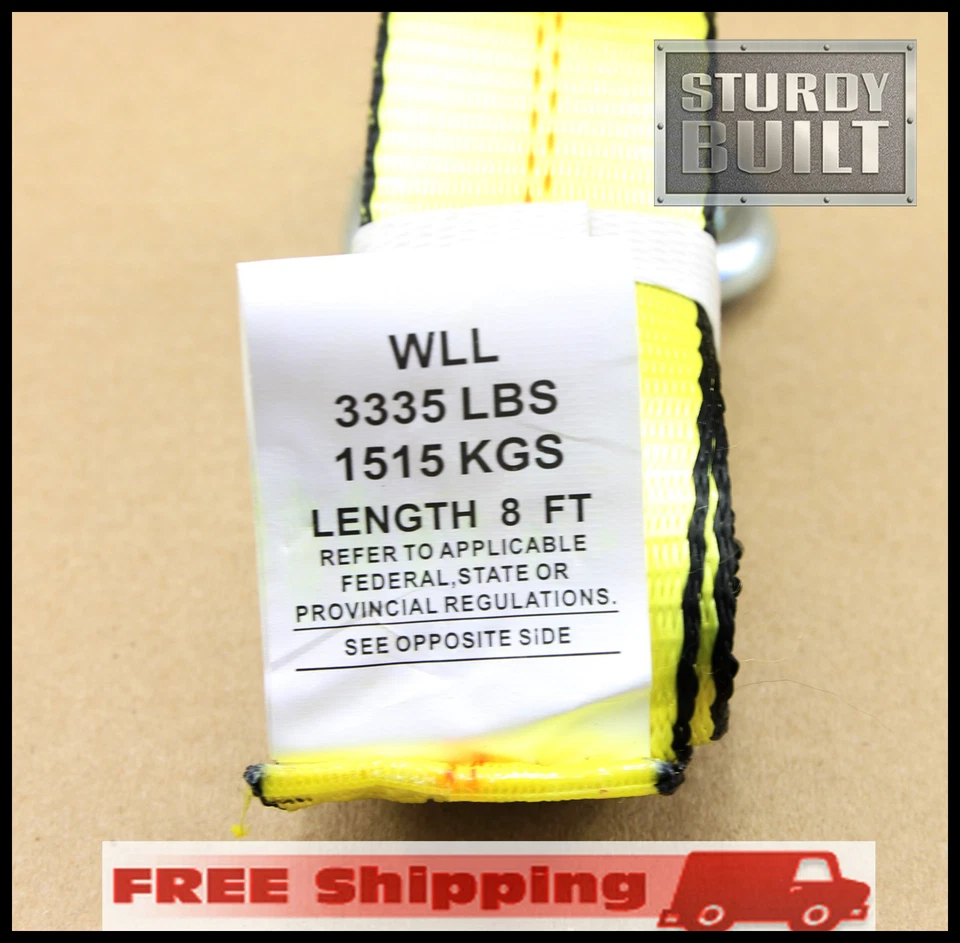 STURDY
BUILT
WLL
3335 LBS
1515 KGS
LENGTH 8 FT
REFER TO APPLICABLE
FEDERAL,STATE OR
PROVINCIAL REGULATIONS.
SEE OPPOSITE SiDE
FREE Shipping